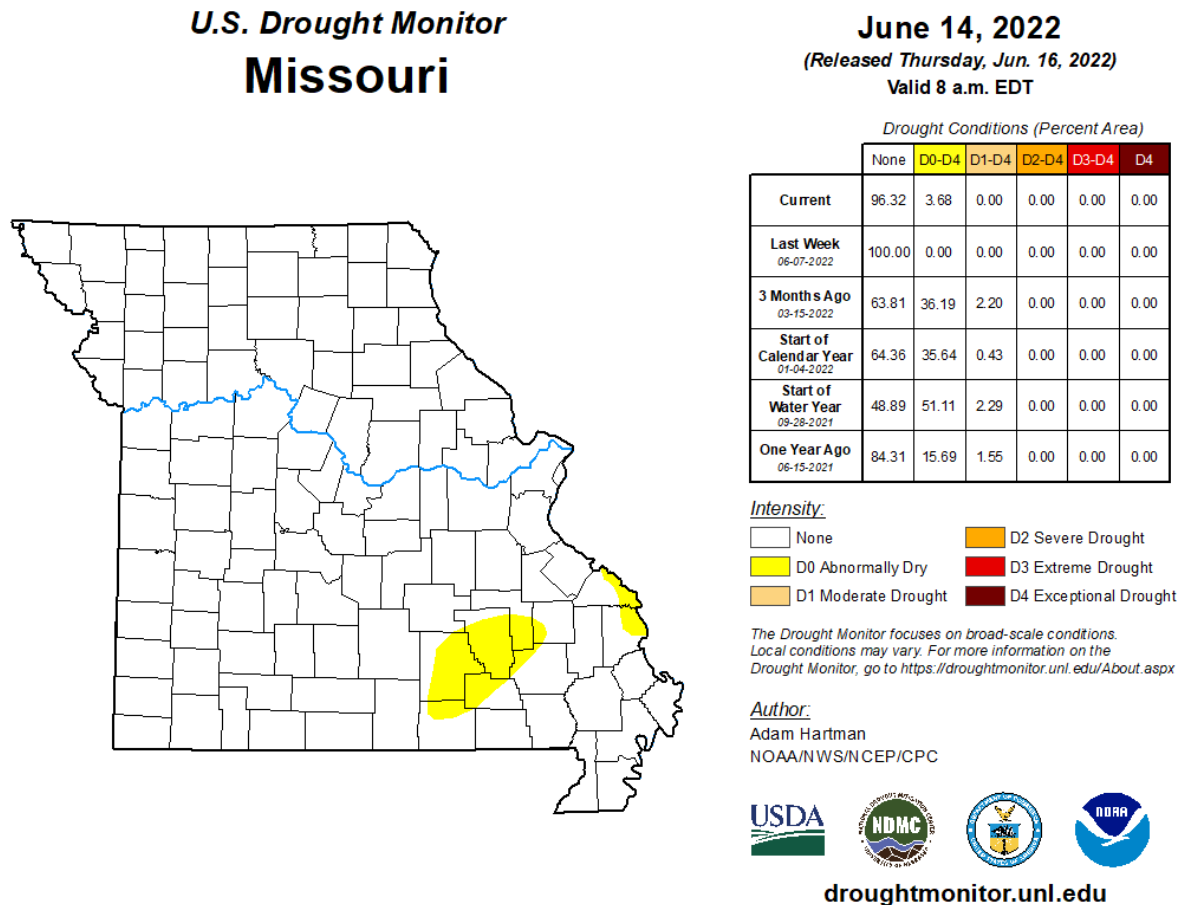 U.S. Drought Monitor
Missouri
June 14, 2022
(Released Thursday, Jun. 16, 2022)
Valid 8 a.m. EDT
Drought Conditions (Percent Area)
None D0-D4 D1-D4 D2-D4 D3-D4 D4
Current 96.32 3.68 0.00 0.00 0.00 0.00
Last Week
06-07-2022
100.00 0.00 0.00 0.00 0.00 0.00
3 Months Ago
03-15-2022
63.81 36.19 2.20 0.00 0.00 0.00
Start of
Calendar Year
01-04-2022
64.36 35.64 0.43 0.00 0.00 0.00
Start of
Water Year
09-28-2021
48.89 51.11 2.29 0.00 0.00 0.00
One Year Ago
06-15-2021
84.31 15.69 1.55 0.00 0.00 0.00
Intensity:
None
D0 Abnormally Dry
D1 Moderate Drought
D2 Severe Drought
D3 Extreme Drought
D4 Exceptional Drought
The Drought Monitor focuses on broad-scale conditions.
Local conditions may vary. For more information on the
Drought Monitor, go to https://droughtmonitor.unl.edu/About.aspx
Author:
Adam Hartman
NOAA/NWS/NCEP/CPC
USDA
NDMC
NOAA
droughtmonitor.unl.edu